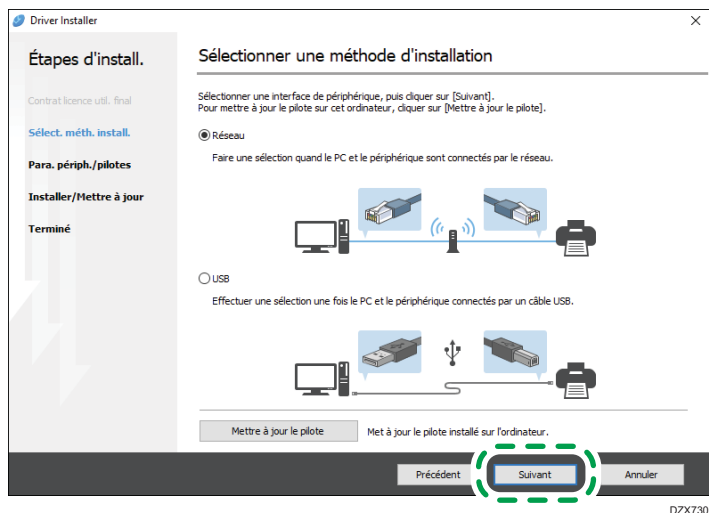 Driver Installer
Étapes d'install.
Contrat licence util. final
Sélect. méth. install.
Para. périph./pilotes
Installer/Mettre à jour
Terminé
Sélectionner une méthode d'installation
Sélectionner une interface de périphérique, puis cliquer sur [Suivant].
Pour mettre à jour le pilote sur cet ordinateur, cliquer sur [Mettre à jour le pilote].
Réseau
Faire une sélection quand le PC et le périphérique sont connectés par le réseau.
USB
Effectuer une sélection une fois le PC et le périphérique connectés par un câble USB.
Mettre à jour le pilote Met à jour le pilote installé sur l'ordinateur.
Précédent Suivant Annuler
DZX730